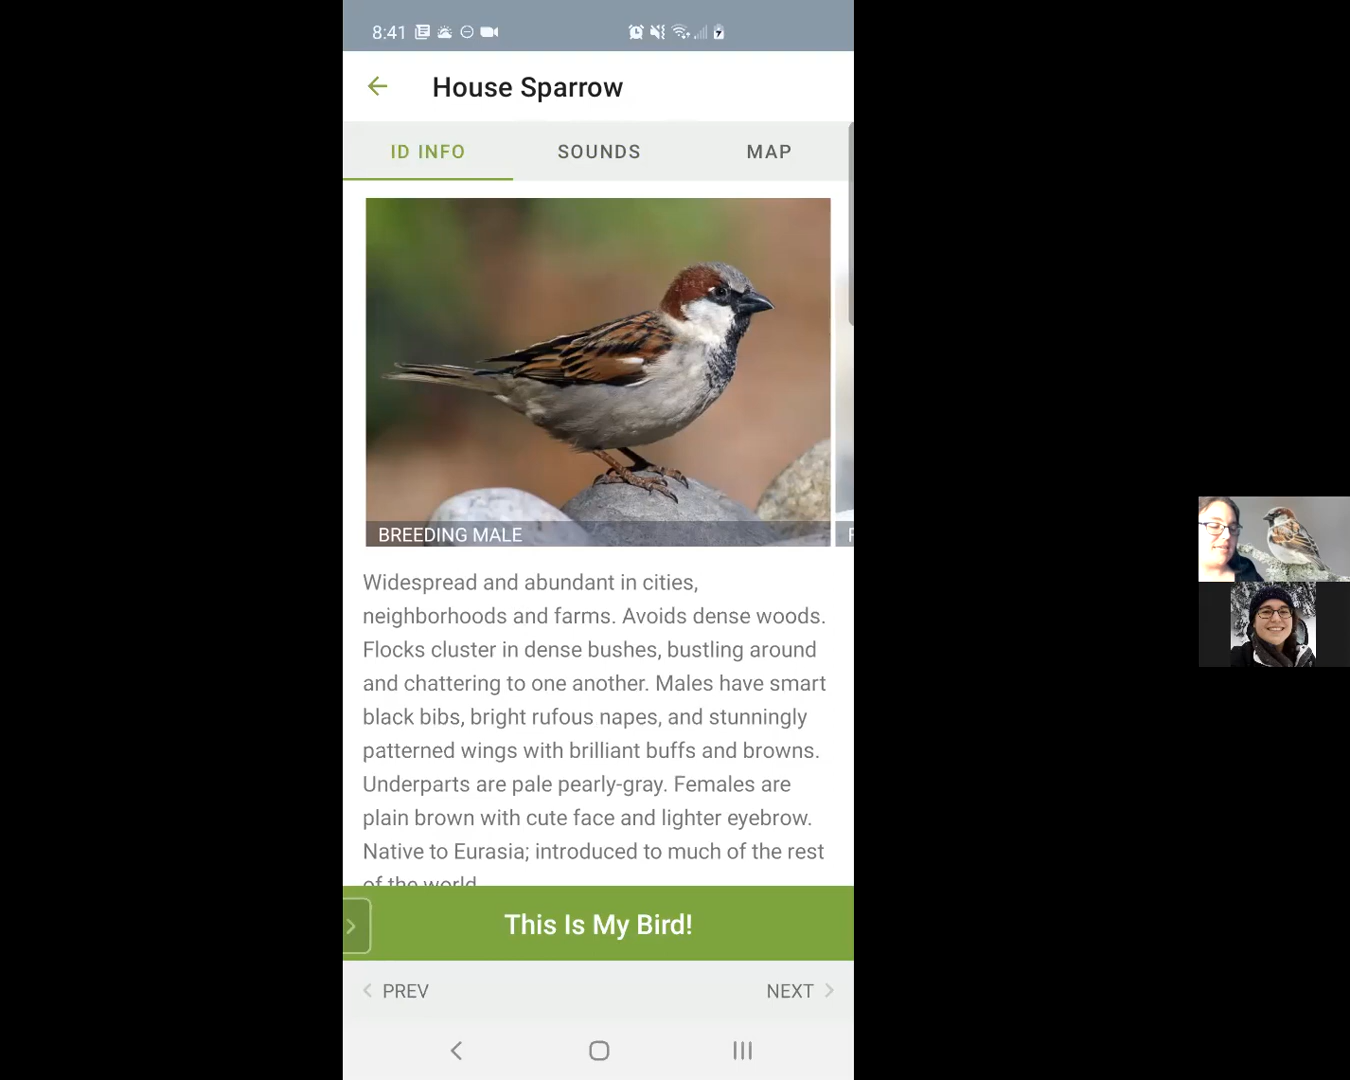 8:41
House Sparrow
ID INFO SOUNDS MAP
BREEDING MALE
Widespread and abundant in cities,
neighborhoods and farms. Avoids dense woods.
Flocks cluster in dense bushes, bustling around
and chattering to one another. Males have smart
black bibs, bright rufous napes, and stunningly
patterned wings with brilliant buffs and browns.
Underparts are pale pearly-gray. Females are
plain brown with cute face and lighter eyebrow.
Native to Eurasia; introduced to much of the rest
of the world
This Is My Bird!
PREV NEXT